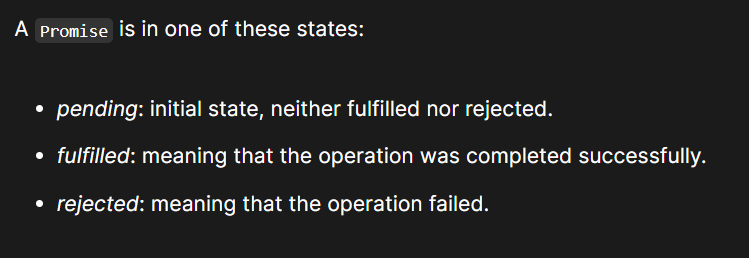 A Promise is in one of these states:
• pending: initial state, neither fulfilled nor rejected.
• fulfilled: meaning that the operation was completed successfully.
• rejected: meaning that the operation failed.